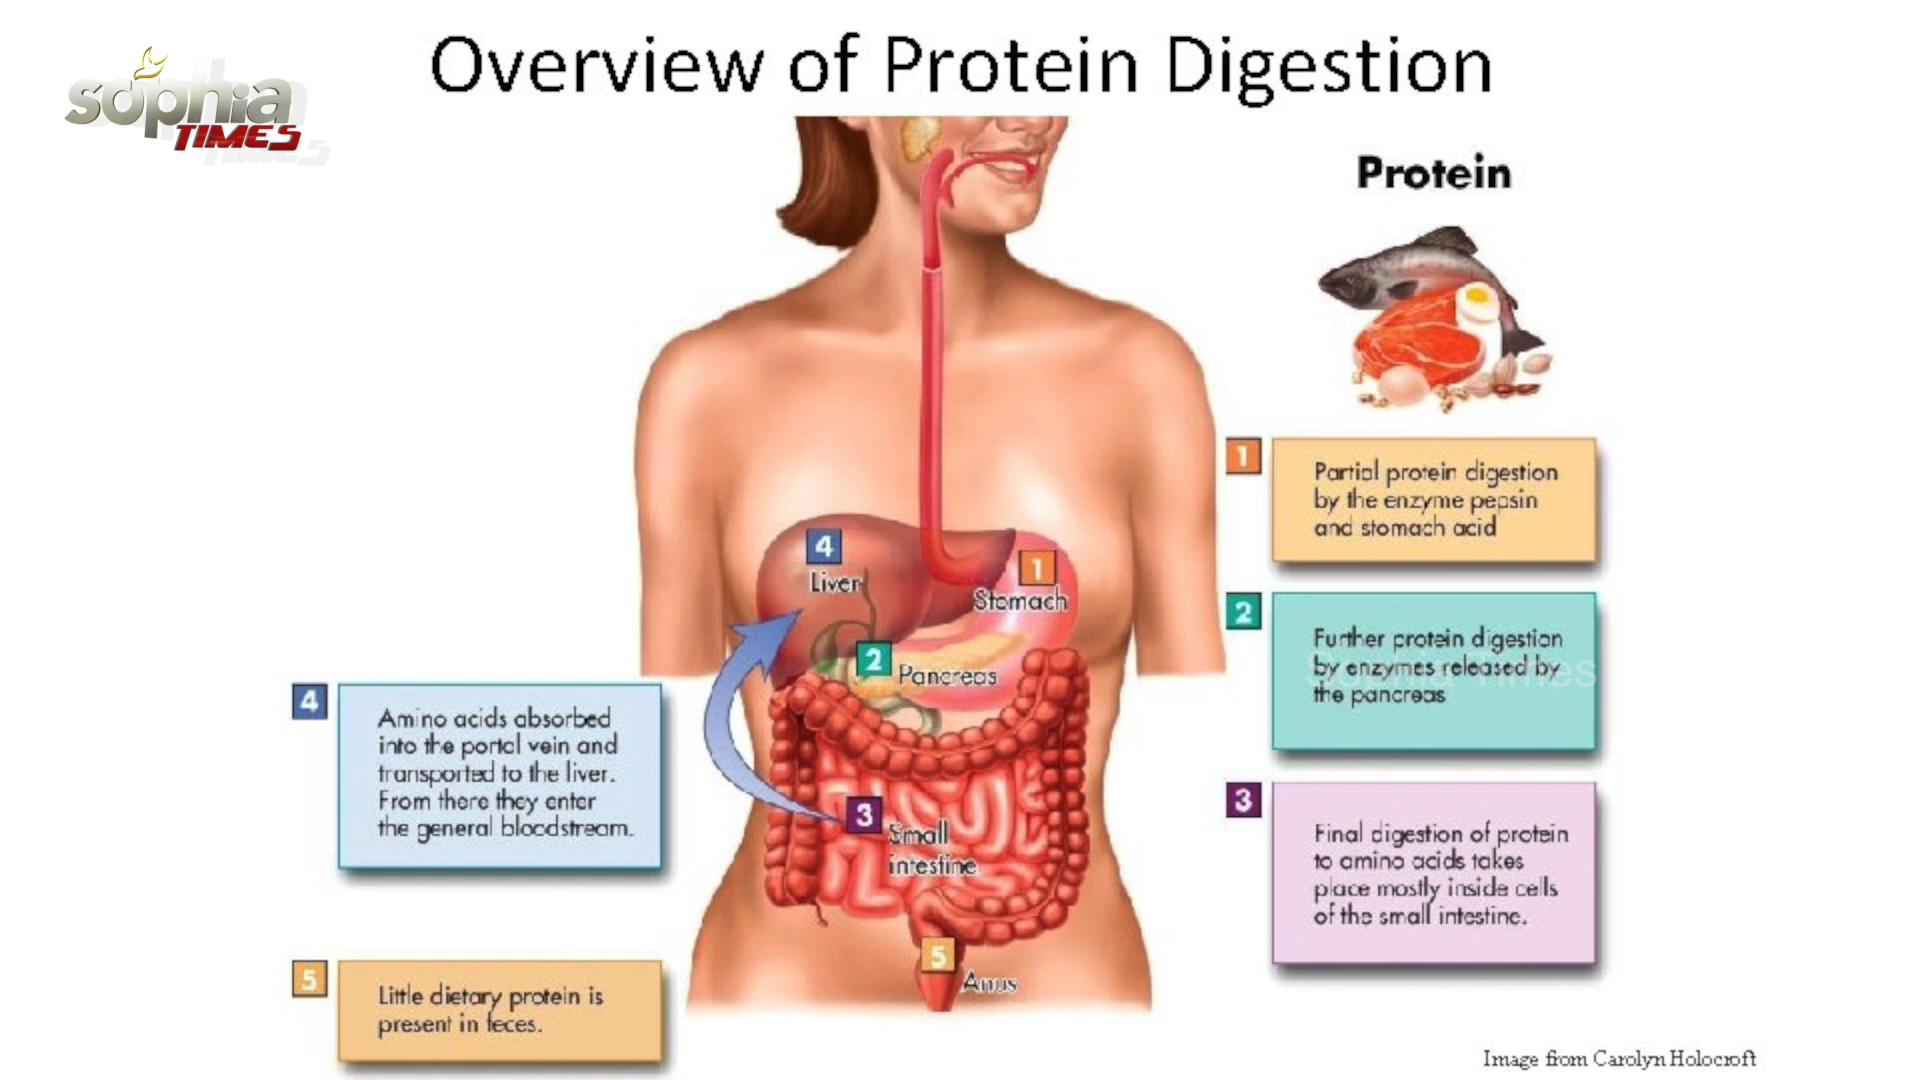 Overview of Protein Digestion
sophia
TIMES
Protein
1
Partial protein digestion
by the enzyme pepsin
and stomach acid
2
Further protein digestion
by enzymes released by
the pancreas
Sophia Times
3
Final digestion of protein
to amino acids takes
place mostly inside cells
of the small intestine.
4
Amino acids absorbed
into the portal vein and
transported to the liver.
From there they enter
the general bloodstream.
5
Little dietary protein is
present in feces.
4
Liver
1
Stomach
2
Pancreas
3
Small
intestine
5
Anus
Image from Carolyn Holocroft